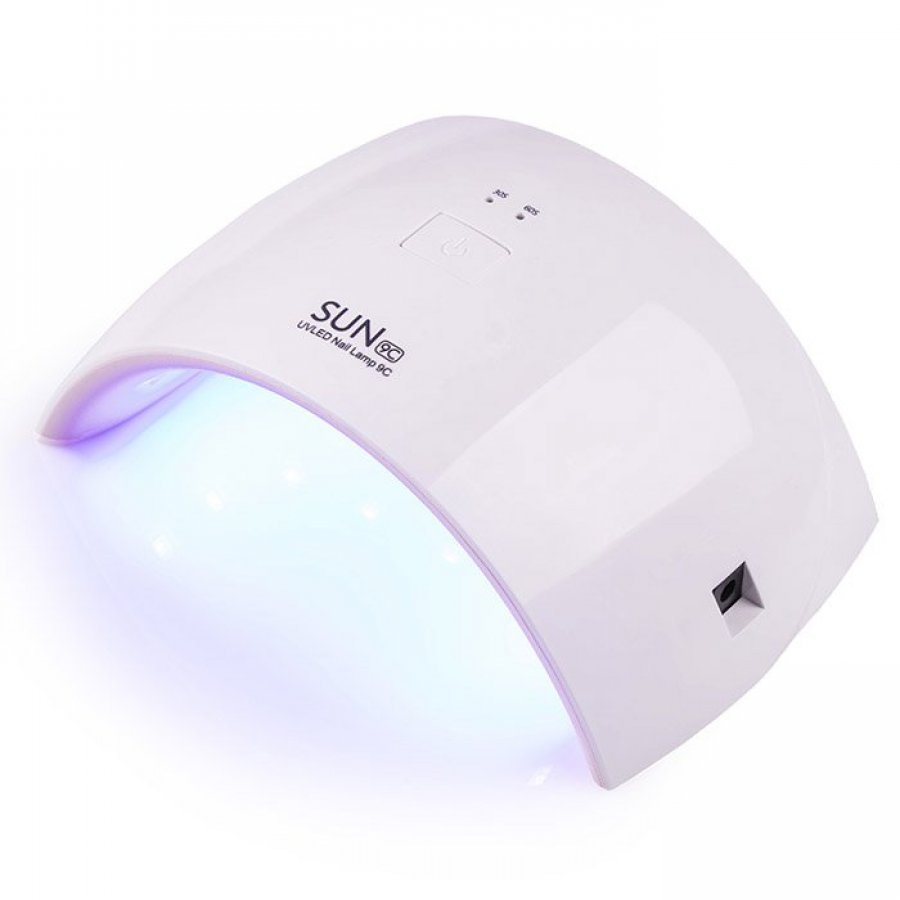 30S
60S
SUN 9C
UVLED Nail Lamp 9C